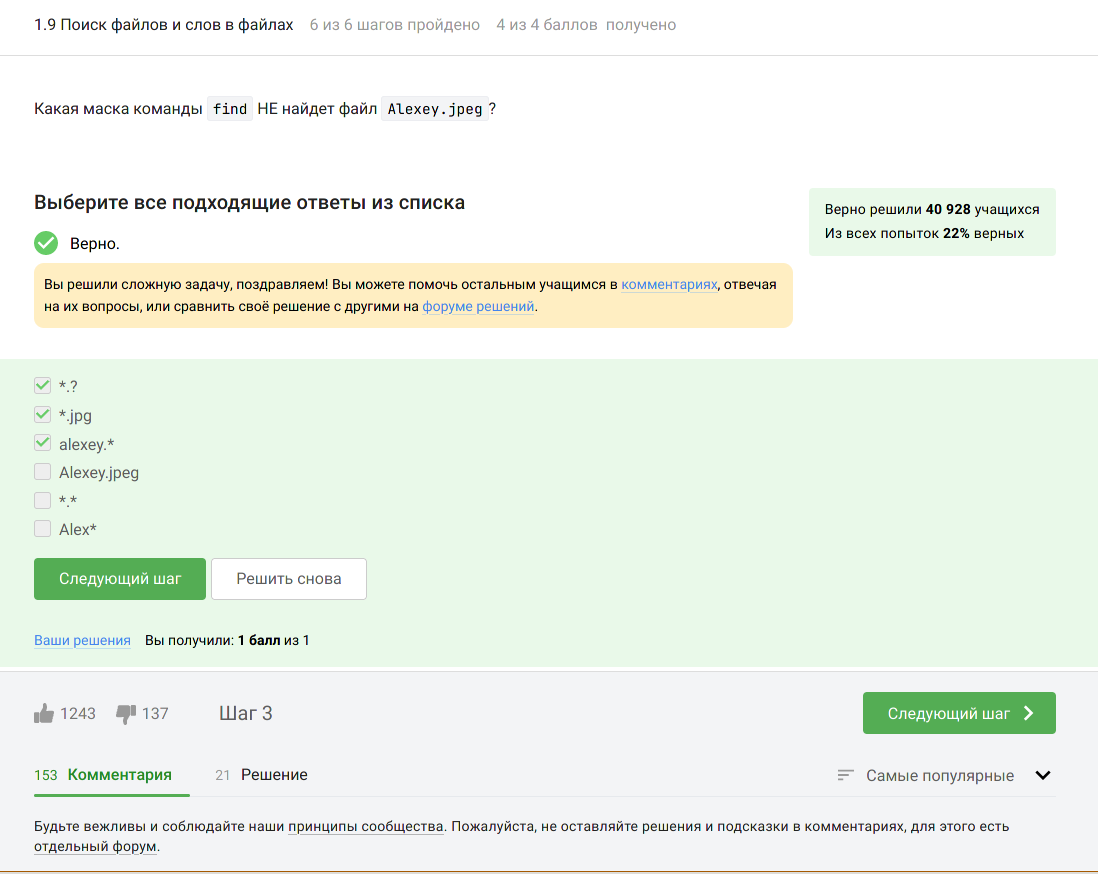 1.9 Поиск файлов и слов в файлах 6 из 6 шагов пройдено 4 из 4 баллов получено
Какая маска команды find НЕ найдет файл Alexey.jpeg ?
Выберите все подходящие ответы из списка
Верно решили 40 928 учащихся
Из всех попыток 22% верных
Верно.
Вы решили сложную задачу, поздравляем! Вы можете помочь остальным учащимся в комментариях, отвечая
на их вопросы, или сравнить своё решение с другими на форуме решений.
*.?
*.jpg
alexey.*
Alexey.jpeg
*.*
Alex*
Следующий шаг Решить снова
Ваши решения Вы получили: 1 балл из 1
1243 137 Шаг 3 Следующий шаг
153 Комментария 21 Решение Самые популярные
Будьте вежливы и соблюдайте наши принципы сообщества. Пожалуйста, не оставляйте решения и подсказки в комментариях, для этого есть
отдельный форум.